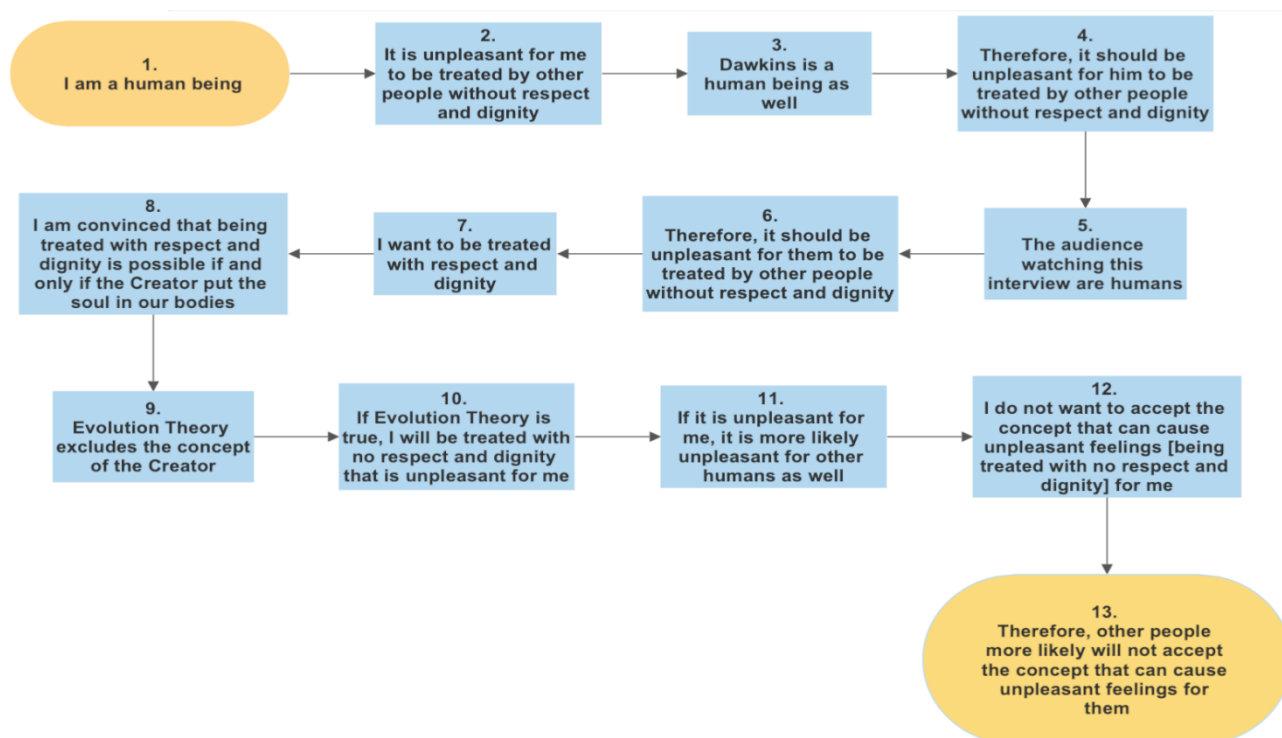 1.
I am a human being
2.
It is unpleasant for me
to be treated by other
people without respect
and dignity
3.
Dawkins is a
human being as
well
4.
Therefore, it should be
unpleasant for him to be
treated by other people
without respect and dignity
5.
The audience
watching this
interview are humans
6.
Therefore, it should be
unpleasant for them to be
treated by other people
without respect and dignity
7.
I want to be treated
with respect and
dignity
8.
I am convinced that being
treated with respect and
dignity is possible if and
only if the Creator put the
soul in our bodies
9.
Evolution Theory
excludes the concept
of the Creator
10.
If Evolution Theory is
true, I will be treated with
no respect and dignity
that is unpleasant for me
11.
If it is unpleasant for
me, it is more likely
unpleasant for other
humans as well
12.
I do not want to accept the
concept that can cause
unpleasant feelings [being
treated with no respect and
dignity] for me
13.
Therefore, other people
more likely will not accept
the concept that can cause
unpleasant feelings for
them